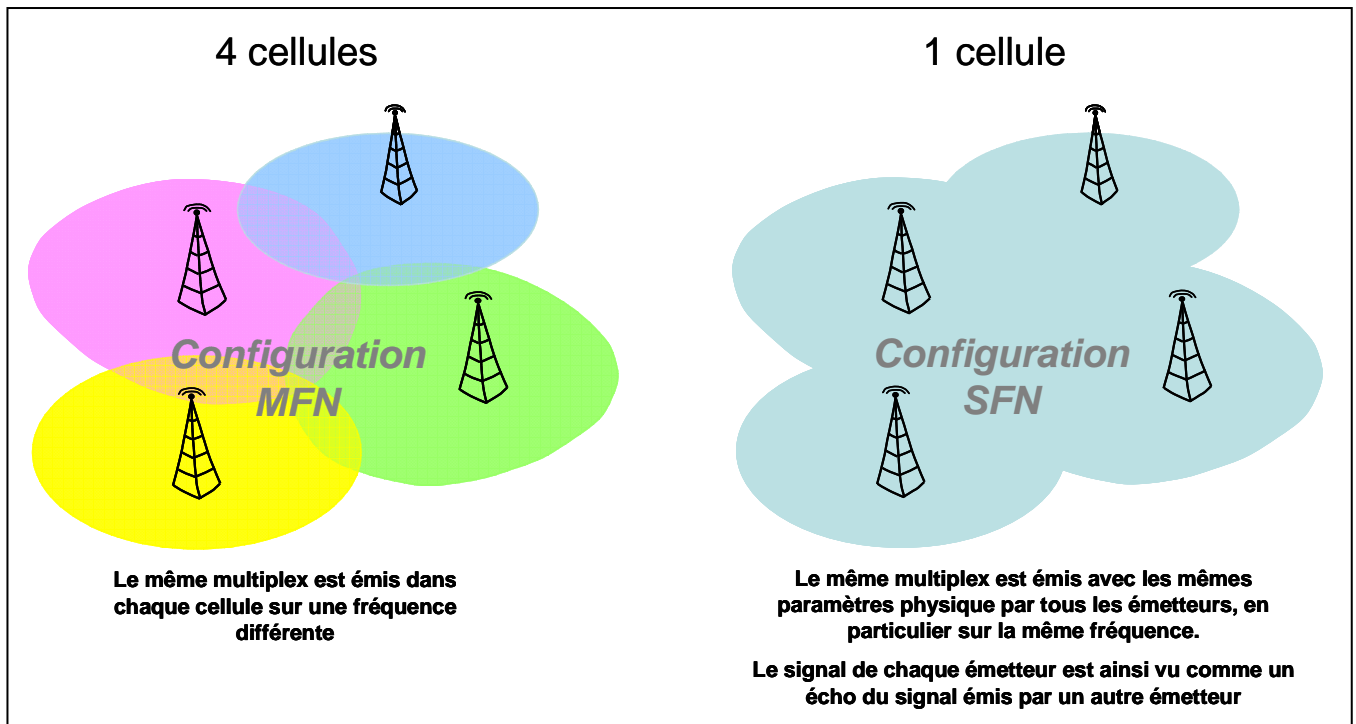 4 cellules
Configuration
MFN
Le même multiplex est émis dans
chaque cellule sur une fréquence
différente
1 cellule
Configuration
SFN
Le même multiplex est émis avec les mêmes
paramètres physique par tous les émetteurs, en
particulier sur la même fréquence.
Le signal de chaque émetteur est ainsi vu comme un
écho du signal émis par un autre émetteur